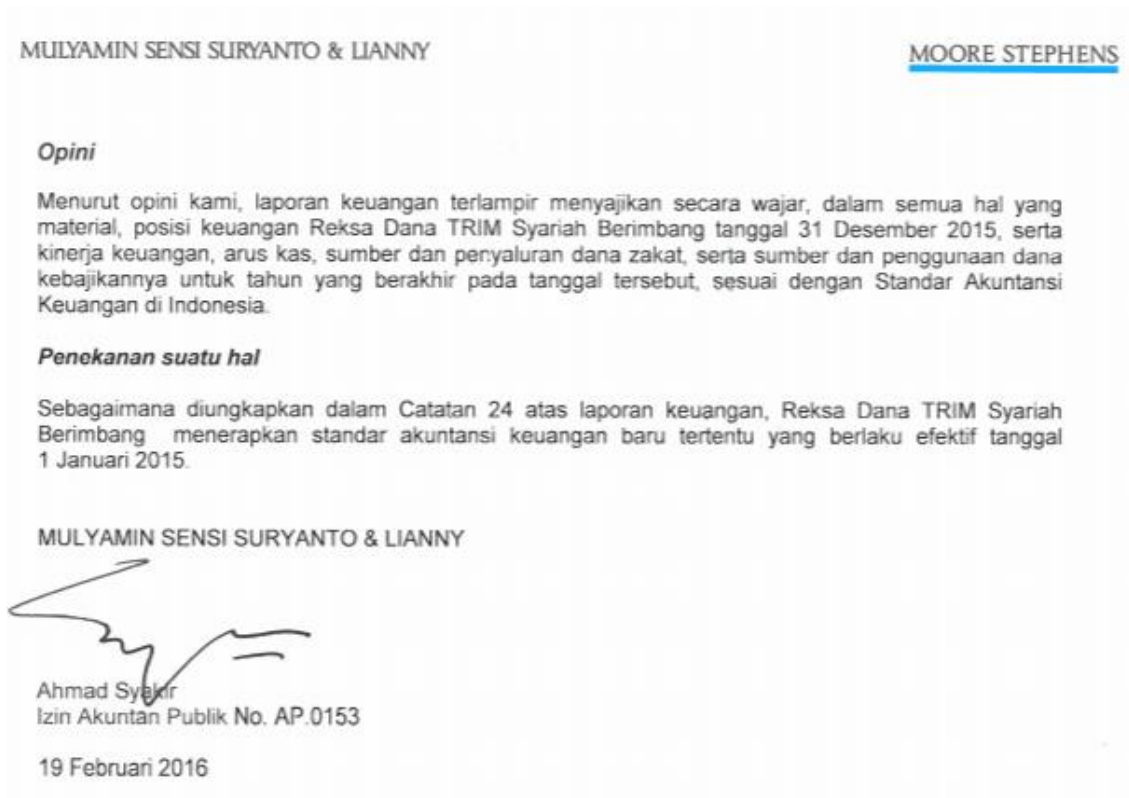 MULYAMIN SENSI SURYANTO & LIANNY
MOORE STEPHENS
Opini
Menurut opini kami, laporan keuangan terlampir menyajikan secara wajar, dalam semua hal yang
material, posisi keuangan Reksa Dana TRIM Syariah Berimbang tanggal 31 Desember 2015, serta
kinerja keuangan, arus kas, sumber dan penyaluran dana zakat, serta sumber dan penggunaan dana
kebajikannya untuk tahun yang berakhir pada tanggal tersebut, sesuai dengan Standar Akuntansi
Keuangan di Indonesia.
Penekanan suatu hal
Sebagaimana diungkapkan dalam Catatan 24 atas laporan keuangan, Reksa Dana TRIM Syariah
Berimbang menerapkan standar akuntansi keuangan baru tertentu yang berlaku efektif tanggal
1 Januari 2015.
MULYAMIN SENSI SURYANTO & LIANNY
Ahmad Syakir
Izin Akuntan Publik No. AP.0153
19 Februari 2016